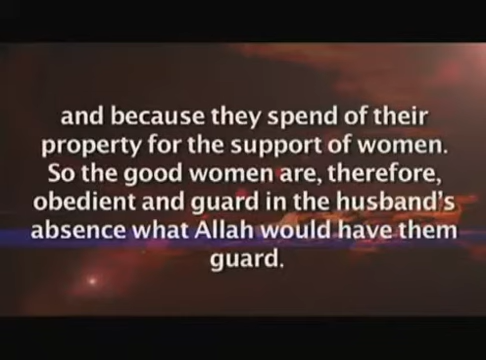 and because they spend of their
property for the support of women.
So the good women are, therefore,
obedient and guard in the husband's
absence what Allah would have them
guard.